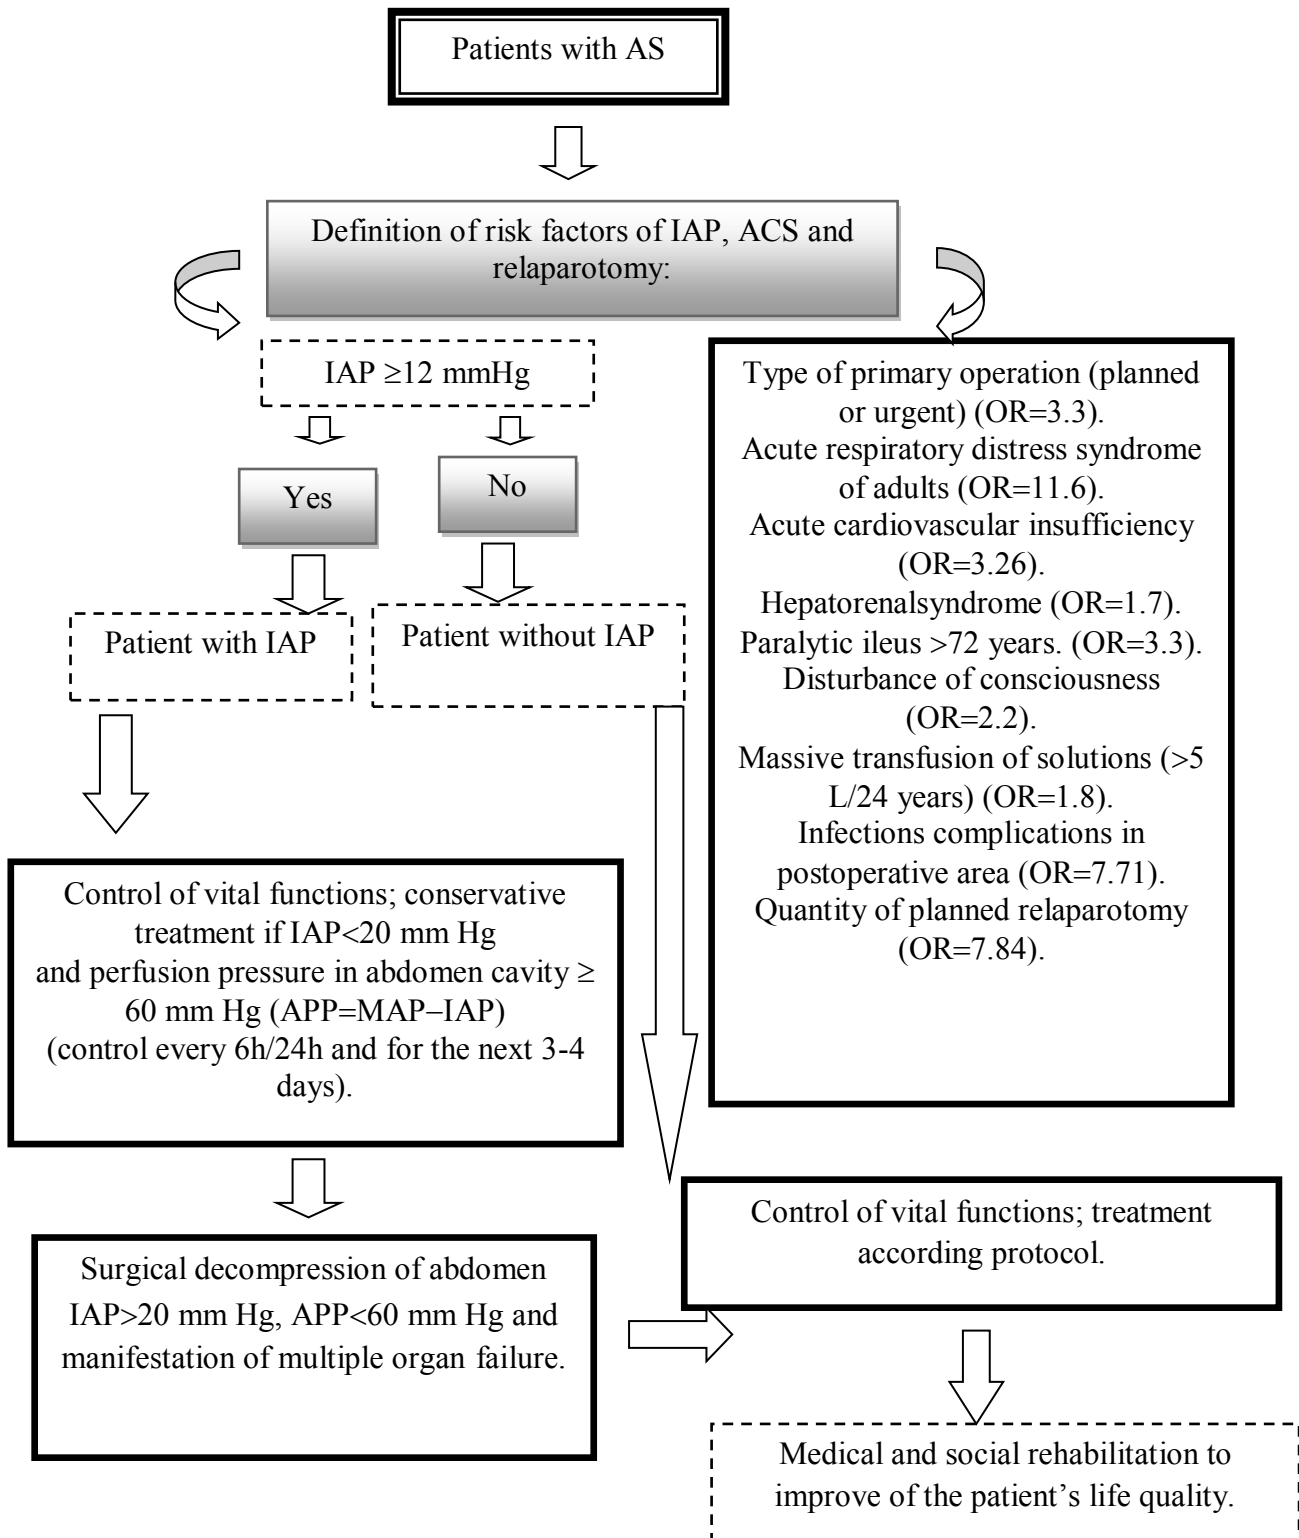 Patients with AS
Definition of risk factors of IAP, ACS and
relaparotomy:
IAP ≥12 mmHg
Yes
No
Patient with IAP
Patient without IAP
Type of primary operation (planned
or urgent) (OR=3.3).
Acute respiratory distress syndrome
of adults (OR=11.6).
Acute cardiovascular insufficiency
(OR=3.26).
Hepatorenalsyndrome (OR=1.7).
Paralytic ileus >72 years. (OR=3.3).
Disturbance of consciousness
(OR=2.2).
Massive transfusion of solutions (>5
L/24 years) (OR=1.8).
Infections complications in
postoperative area (OR=7.71).
Quantity of planned relaparotomy
(OR=7.84).
Control of vital functions; conservative
treatment if IAP<20 mm Hg
and perfusion pressure in abdomen cavity ≥
60 mm Hg (APP=MAP−IAP)
(control every 6h/24h and for the next 3-4
days).
Surgical decompression of abdomen
IAP>20 mm Hg, APP<60 mm Hg and
manifestation of multiple organ failure.
Control of vital functions; treatment
according protocol.
Medical and social rehabilitation to
improve of the patient’s life quality.